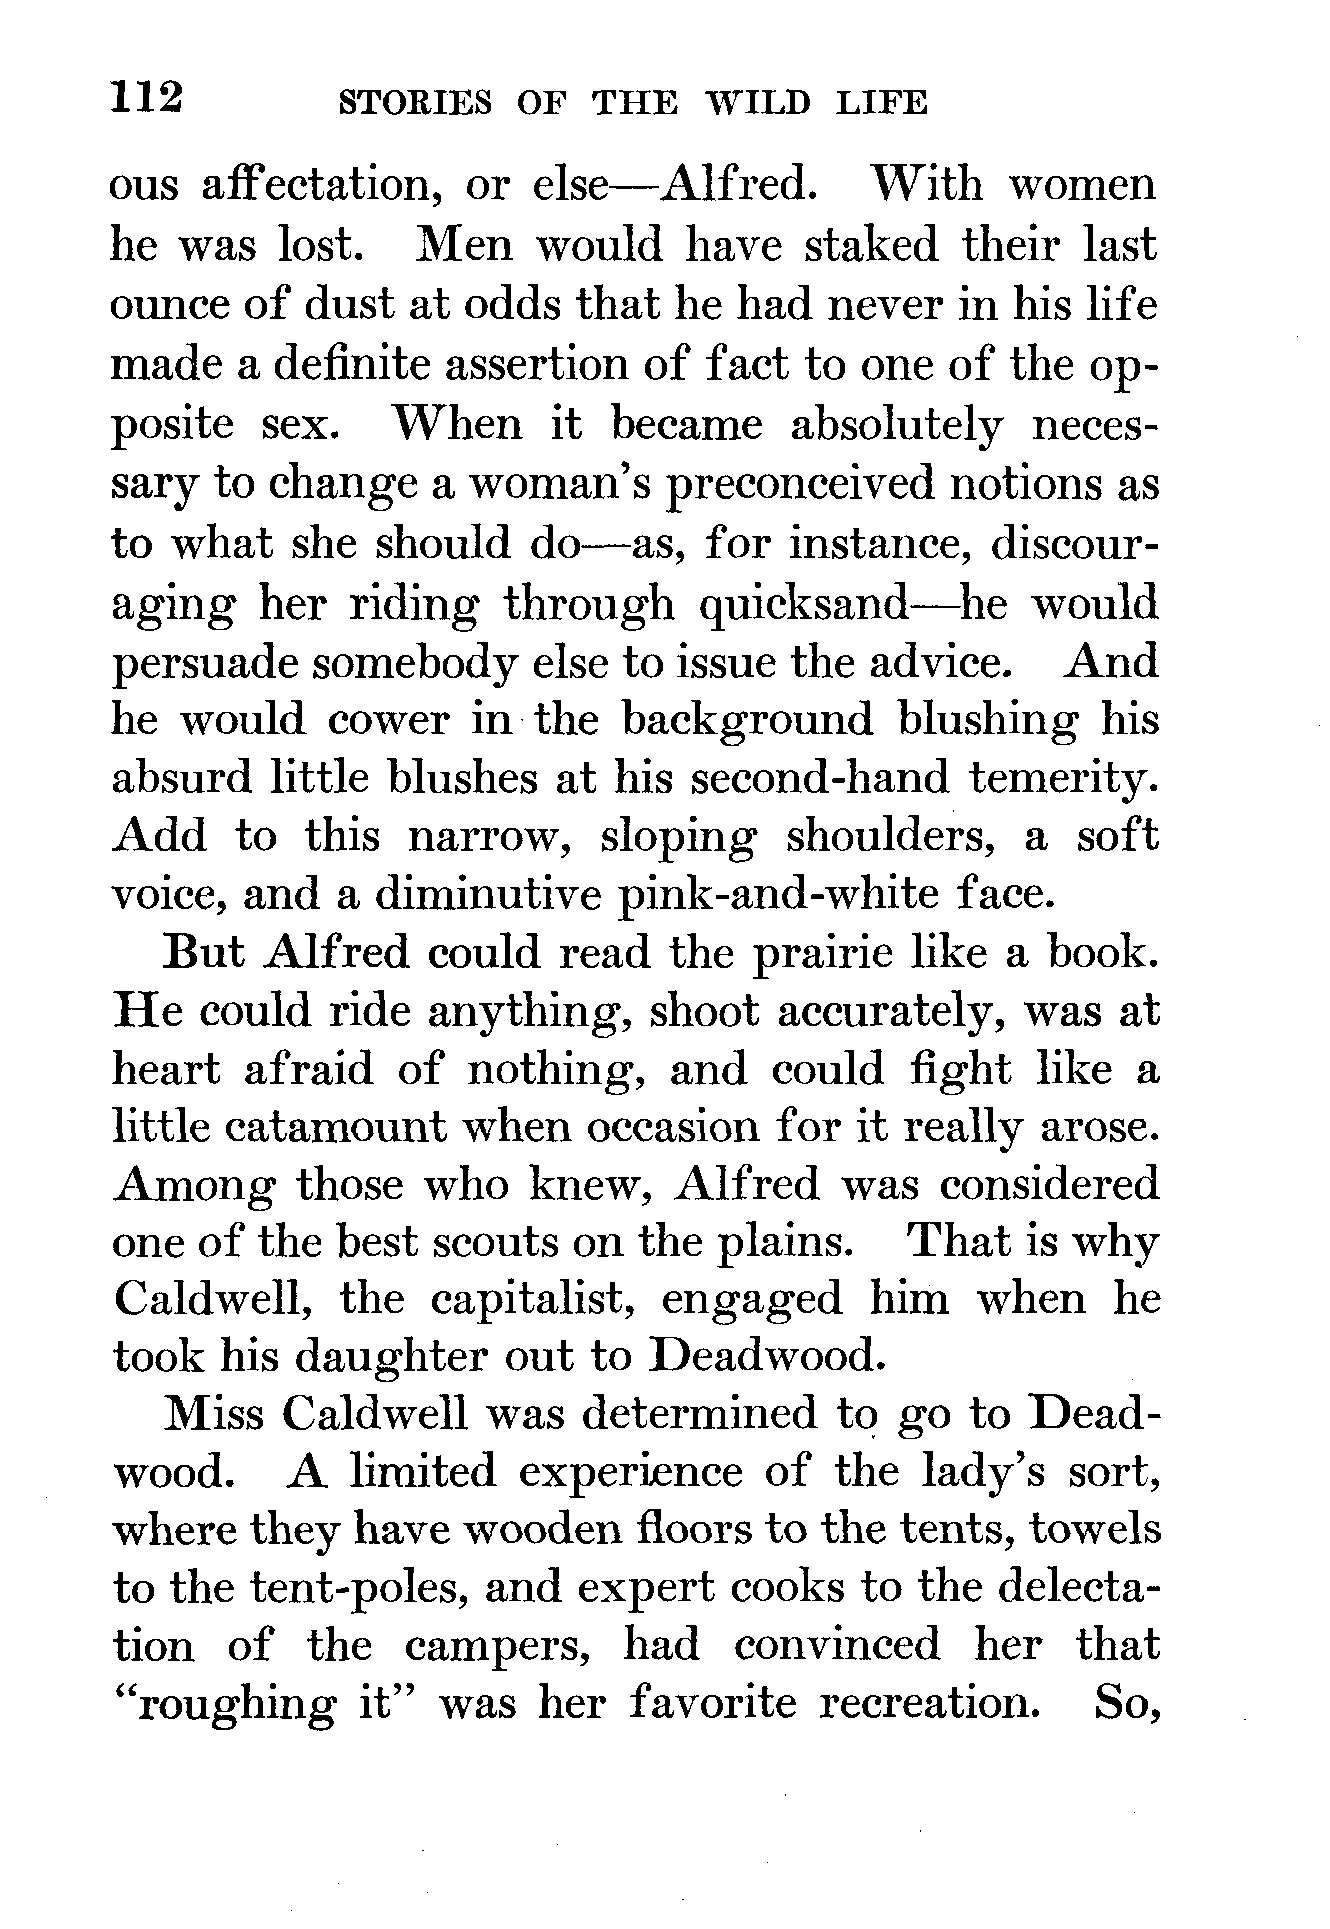 112 STORIES OF THE WILD LIFE
ous affectation, or else—Alfred. With women
he was lost. Men would have staked their last
ounce of dust at odds that he had never in his life
made a definite assertion of fact to one of the op-
posite sex. When it became absolutely neces-
sary to change a woman's preconceived notions as
to what she should do—as, for instance, discour-
aging her riding through quicksand—he would
persuade somebody else to issue the advice. And
he would cower in the background blushing his
absurd little blushes at his second-hand temerity.
Add to this narrow, sloping shoulders, a soft
voice, and a diminutive pink-and-white face.
But Alfred could read the prairie like a book.
He could ride anything, shoot accurately, was at
heart afraid of nothing, and could fight like a
little catamount when occasion for it really arose.
Among those who knew, Alfred was considered
one of the best scouts on the plains. That is why
Caldwell, the capitalist, engaged him when he
took his daughter out to Deadwood.
Miss Caldwell was determined to go to Dead-
wood. A limited experience of the lady's sort,
where they have wooden floors to the tents, towels
to the tent-poles, and expert cooks to the delecta-
tion of the campers, had convinced her that
"roughing it" was her favorite recreation. So,